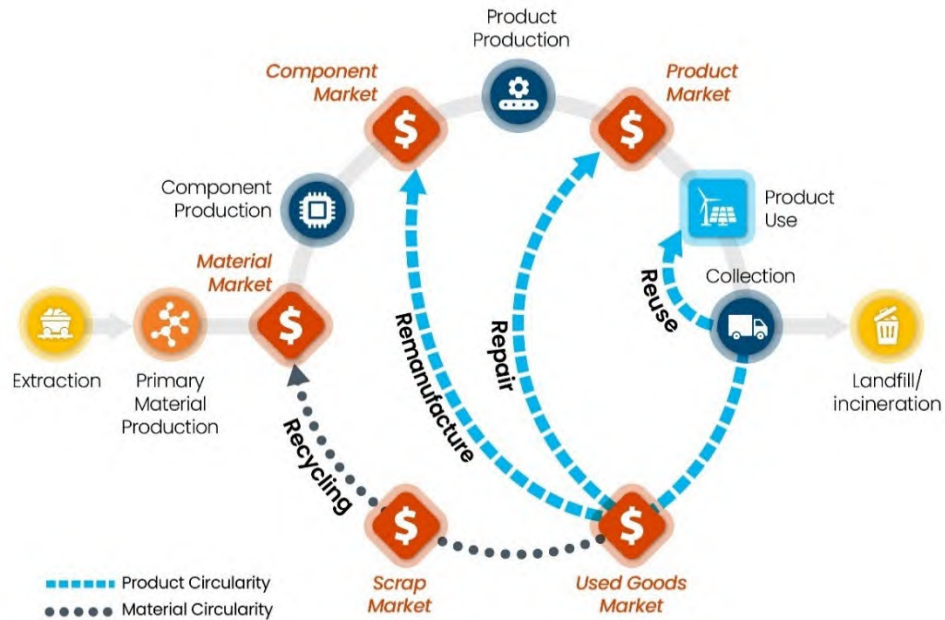 Product
Production
Component
Market
Product
Market
Component
Production
Product
Use
Material
Market
Collection
Reuse
Remanufacture
Repair
Extraction
Primary
Material
Production
Landfill/
incineration
Recycling
Product Circularity
Material Circularity
Scrap
Market
Used Goods
Market
$
$
$
$
$